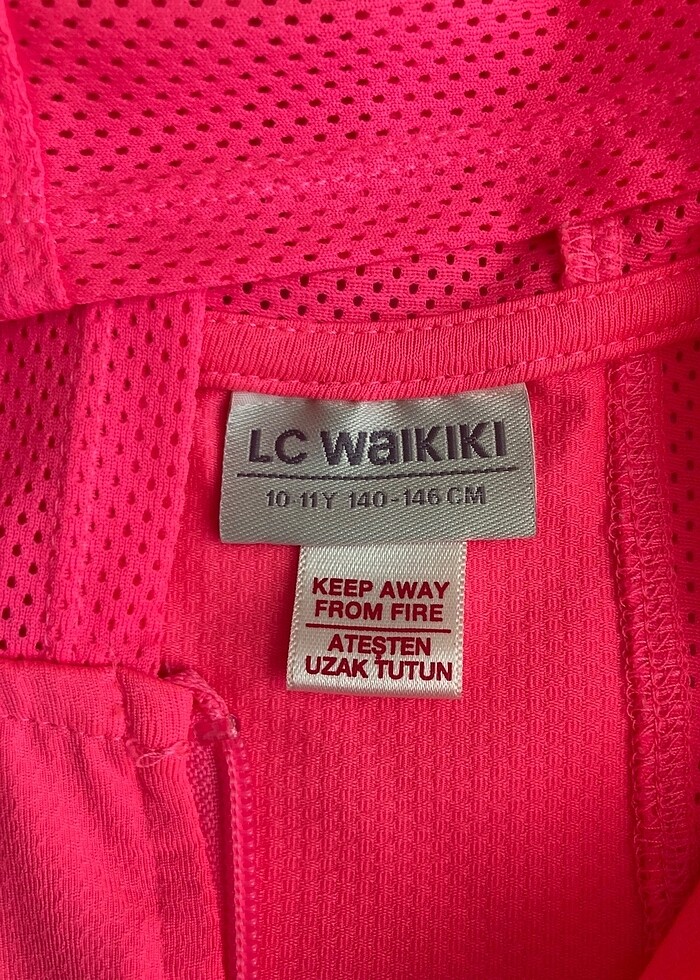 LC WAIKIKI
10-11Y 140-146 CM
KEEP AWAY
FROM FIRE
ATEŞTEN
UZAK TUTUN